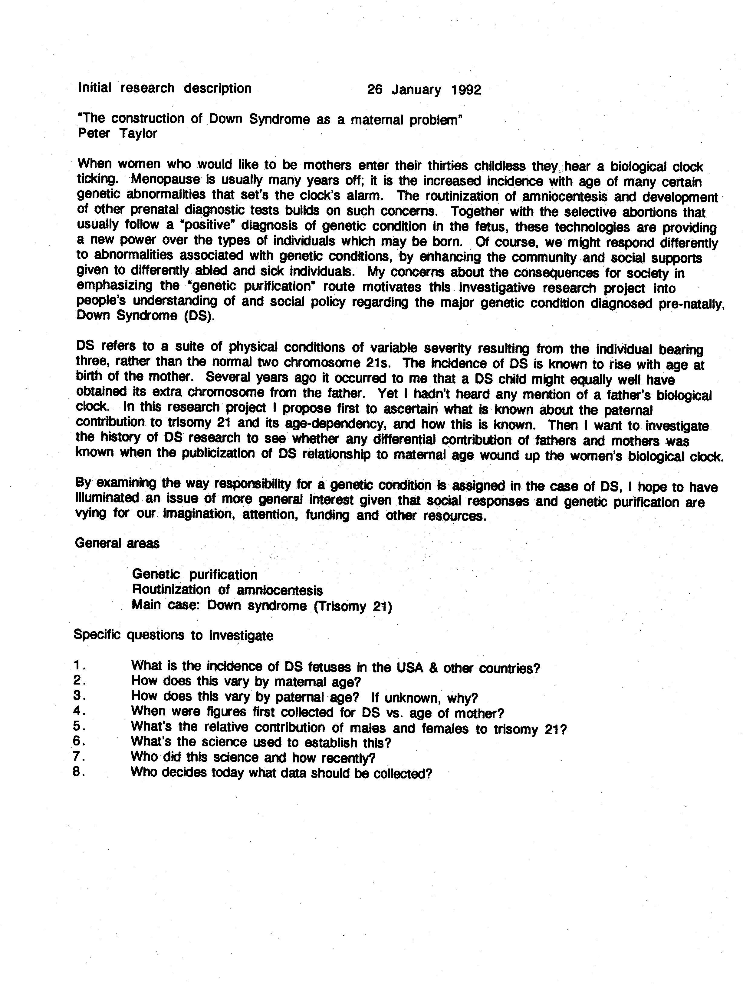 Initial research description 26 January 1992
"The construction of Down Syndrome as a maternal problem"
Peter Taylor
When women who would like to be mothers enter their thirties childless they hear a biological clock
ticking. Menopause is usually many years off; it is the increased incidence with age of many certain
genetic abnormalities that set's the clock's alarm. The routinization of amniocentesis and development
of other prenatal diagnostic tests builds on such concerns. Together with the selective abortions that
usually follow a "positive" diagnosis of genetic condition in the fetus, these technologies are providing
a new power over the types of individuals which may be born. Of course, we might respond differently
to abnormalities associated with genetic conditions, by enhancing the community and social supports
given to differently abled and sick individuals. My concerns about the consequences for society in
emphasizing the "genetic purification" route motivates this investigative research project into
people's understanding of and social policy regarding the major genetic condition diagnosed pre-natally,
Down Syndrome (DS).
DS refers to a suite of physical conditions of variable severity resulting from the individual bearing
three, rather than the normal two chromosome 21s. The incidence of DS is known to rise with age at
birth of the mother. Several years ago it occurred to me that a DS child might equally well have
obtained its extra chromosome from the father. Yet I hadn't heard any mention of a father's biological
clock. In this research project I propose first to ascertain what is known about the paternal
contribution to trisomy 21 and its age-dependency, and how this is known. Then I want to investigate
the history of DS research to see whether any differential contribution of fathers and mothers was
known when the publicization of DS relationship to maternal age wound up the women's biological clock.
By examining the way responsibility for a genetic condition is assigned in the case of DS, I hope to have
illuminated an issue of more general interest given that social responses and genetic purification are
vying for our imagination, attention, funding and other resources.
General areas
Genetic purification
Routinization of amniocentesis
Main case: Down syndrome (Trisomy 21)
Specific questions to investigate
1. What is the incidence of DS fetuses in the USA & other countries?
2. How does this vary by maternal age?
3. How does this vary by paternal age? If unknown, why?
4. When were figures first collected for DS vs. age of mother?
5. What's the relative contribution of males and females to trisomy 21?
6. What's the science used to establish this?
7. Who did this science and how recently?
8. Who decides today what data should be collected?